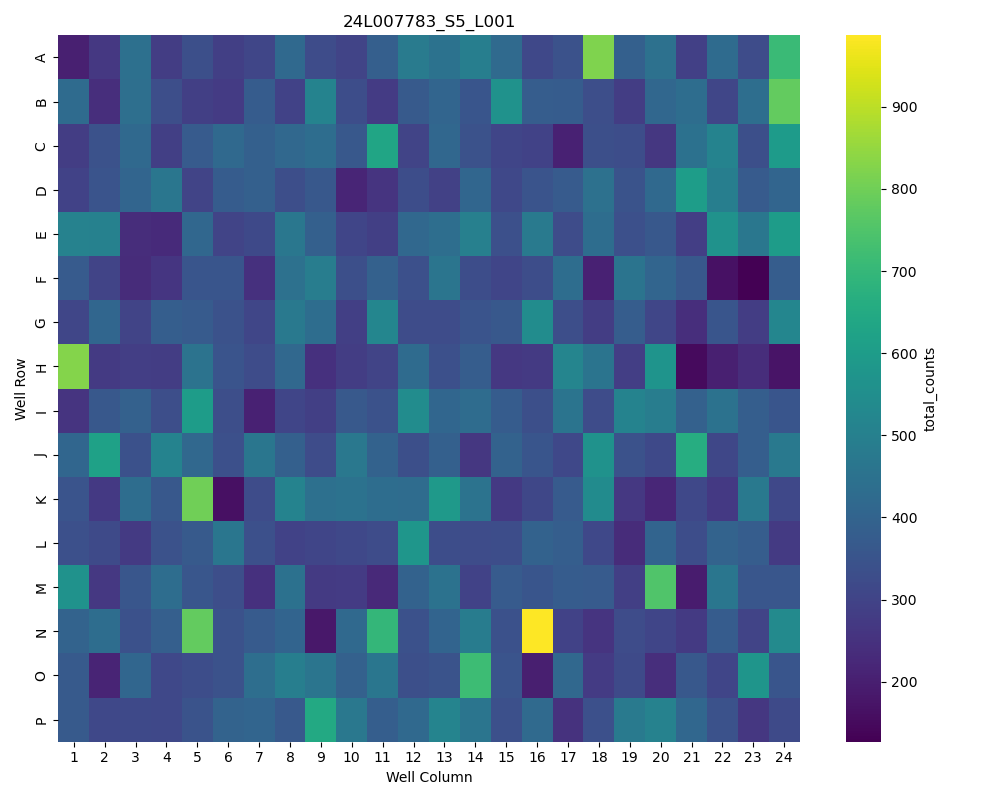 24L007783_S5_L001
A
B
C
D
E
F
G
H
I
J
K
L
M
N
O
P
Well Row
1 2 3 4 5 6 7 8 9 10 11 12 13 14 15 16 17 18 19 20 21 22 23 24
Well Column
900
800
700
600
500
400
300
200
total_counts